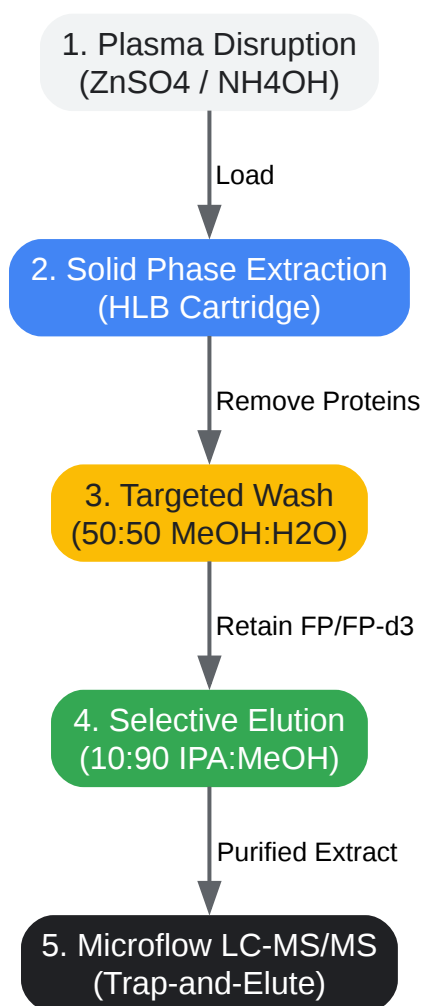 1. Plasma Disruption
(ZnSO4 / NH4OH)
Load
2. Solid Phase Extraction
(HLB Cartridge)
Remove Proteins
3. Targeted Wash
(50:50 MeOH:H2O)
Retain FP/FP-d3
4. Selective Elution
(10:90 IPA:MeOH)
Purified Extract
5. Microflow LC-MS/MS
(Trap-and-Elute)